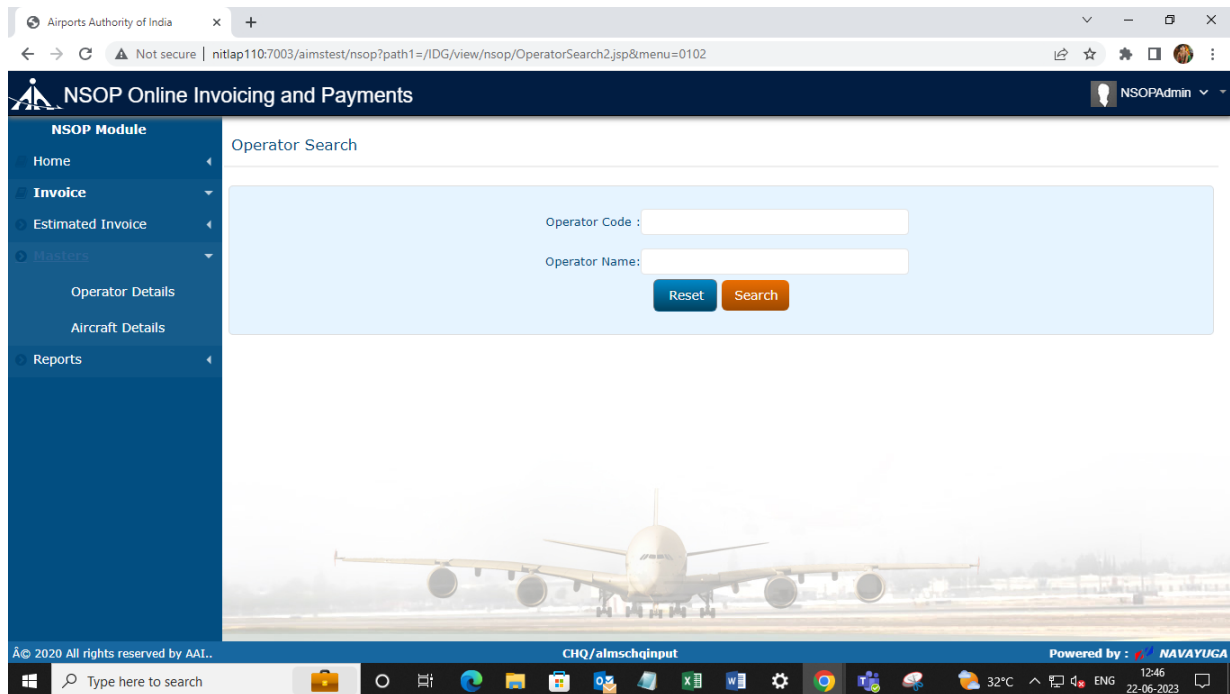 Airports Authority of India
Not secure | nitlap110:7003/aimstest/nsop?path1=/IDG/view/nsop/OperatorSearch2.jsp&menu=0102
NSOP Online Invoicing and Payments
NSOPAdmin
NSOP Module
Home
Invoice
Estimated Invoice
Masters
Operator Details
Aircraft Details
Reports
Operator Search
Operator Code :
Operator Name:
Reset Search
Â© 2020 All rights reserved by AAI.. CHQ/almschqinput Powered by : NAVAYUGA
Type here to search 32°C ENG 12:46
22-06-2023